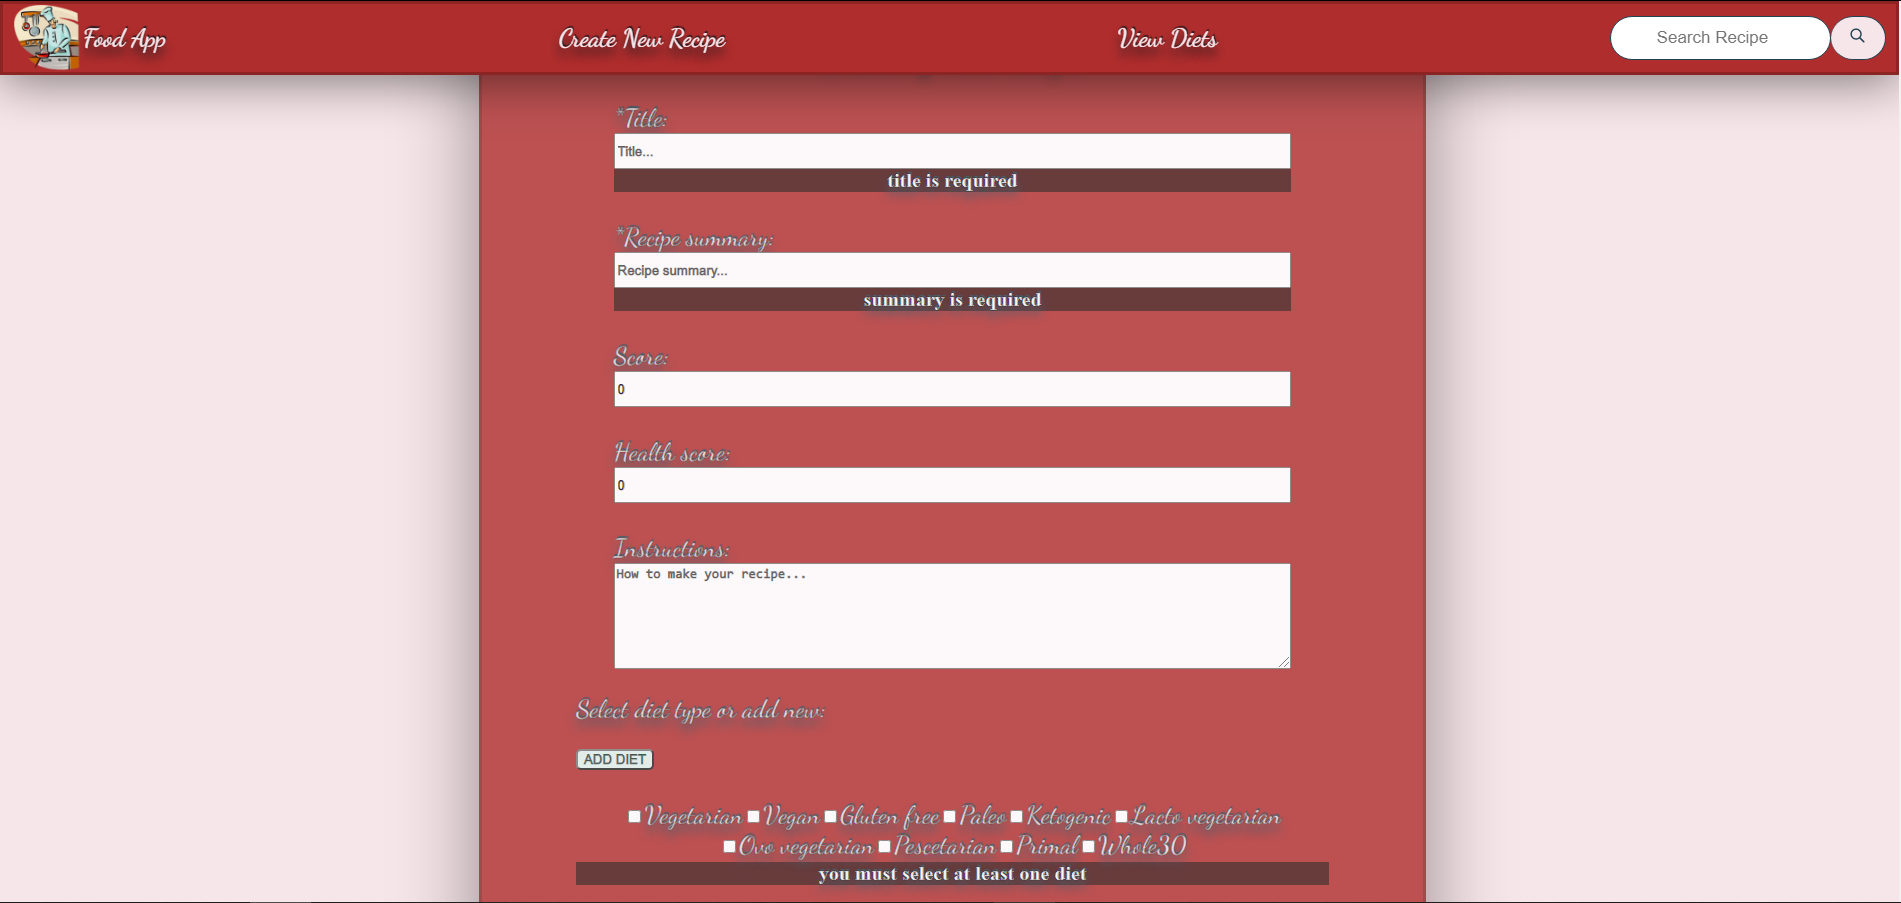 Food App
Create New Recipe
View Diets
Search Recipe
*Title:
Title...
title is required
*Recipe summary:
Recipe summary...
summary is required
Score:
0
Health score:
0
Instructions:
How to make your recipe...
Select diet type or add new:
ADD DIET
Vegetarian Vegan Gluten free Paleo Ketogenic Lacto vegetarian
Ovo vegetarian Pescetarian Primal Whole30
you must select at least one diet